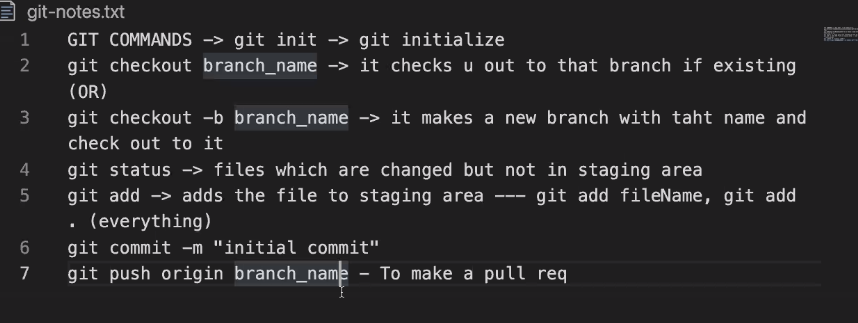 git-notes.txt
1 GIT COMMANDS -> git init -> git initialize
2 git checkout branch_name -> it checks u out to that branch if existing
(OR)
3 git checkout -b branch_name -> it makes a new branch with taht name and
check out to it
4 git status -> files which are changed but not in staging area
5 git add -> adds the file to staging area --- git add fileName, git add
. (everything)
6 git commit -m "initial commit"
7 git push origin branch_name - To make a pull req